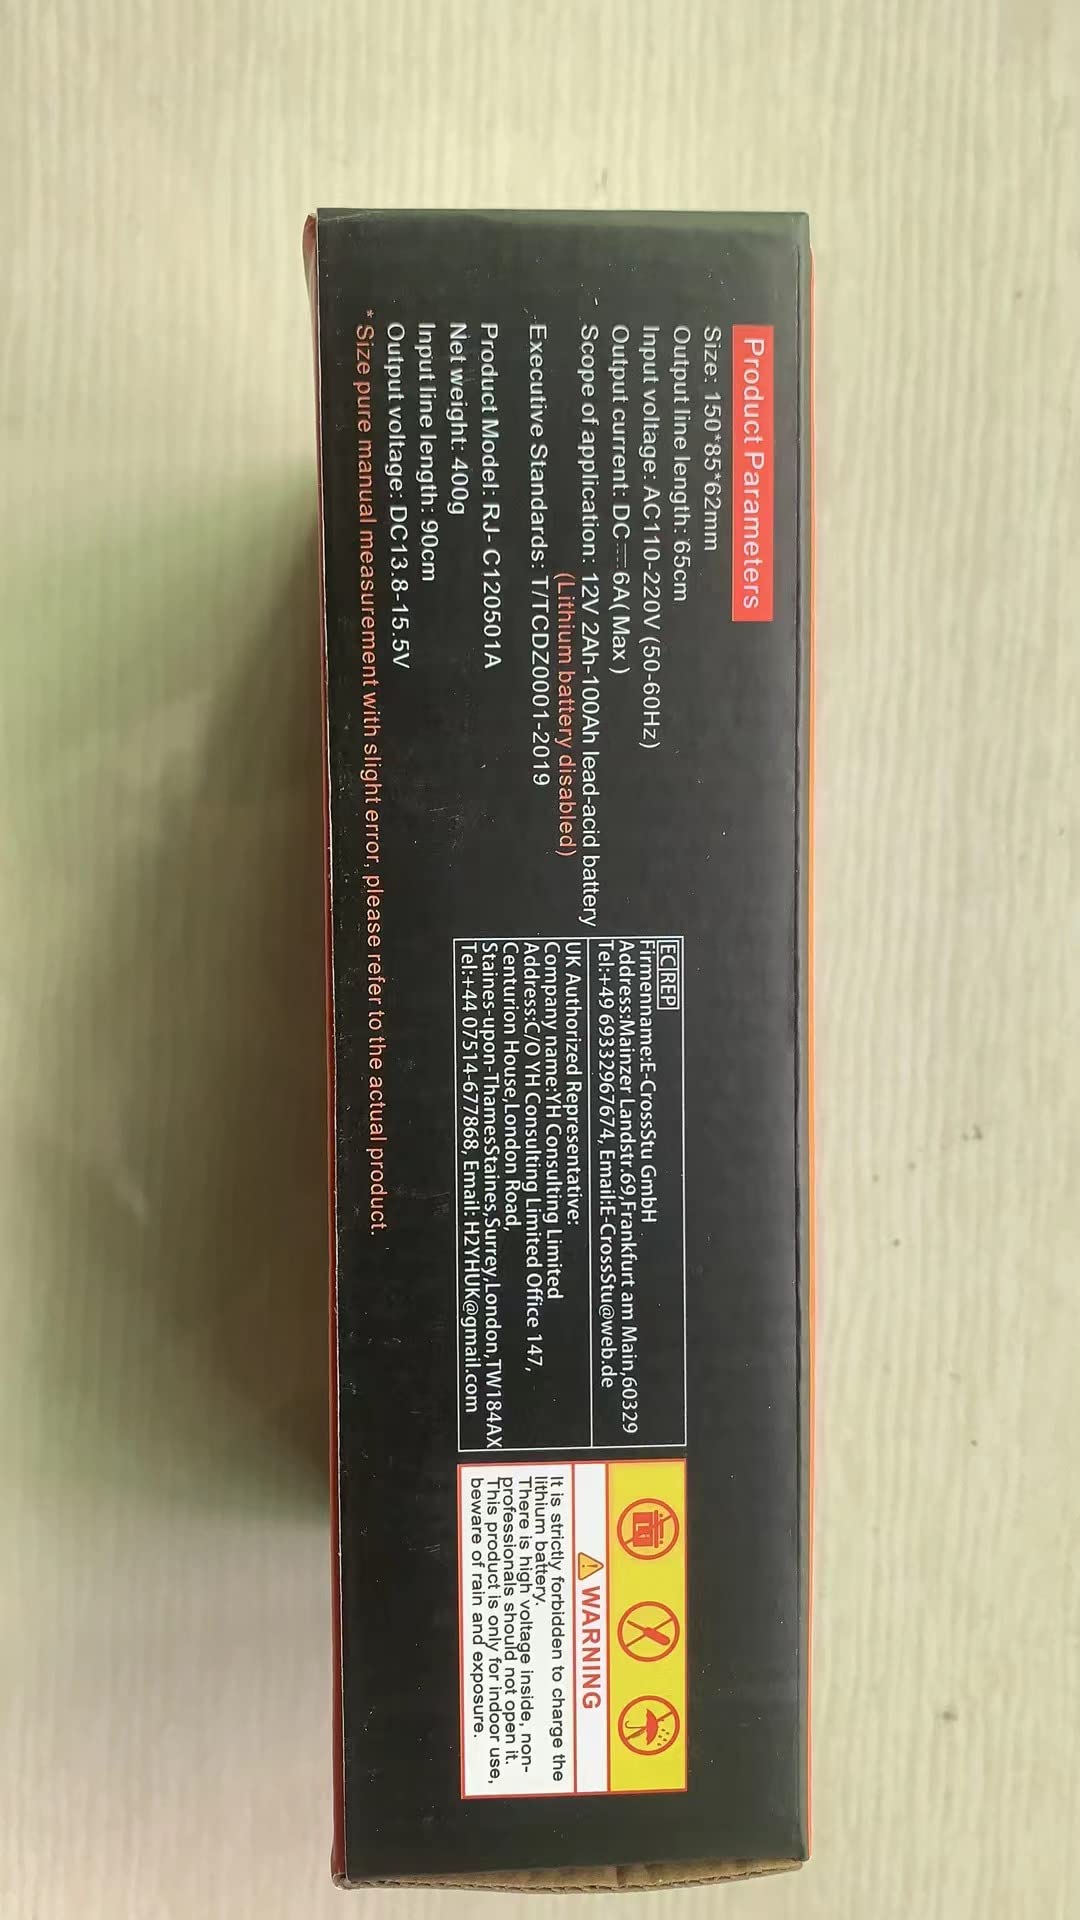 Product Parameters
Size: 150*85*62mm
Output line length: 65cm
Input voltage: AC110-220V (50-60Hz)
Output current: DC⎓6A(Max)
Scope of application: 12V 2Ah-100Ah lead-acid battery
(Lithium battery disabled)
Executive Standards: T/TCDZ0001-2019
Product Model: RJ- C120501A
Net weight: 400g
Input line length: 90cm
Output voltage: DC13.8-15.5V
* Size pure manual measurement with slight error, please refer to the actual product.
EC REP
Firmenname:E-CrossStu GmbH
Address:Mainzer Landstr.69,Frankfurt am Main,60329
Tel:+49 69332967674, Email:E-CrossStu@web.de
UK Authorized Representative:
Company name:YH Consulting Limited
Address:C/O YH Consulting Limited Office 147,
Centurion House,London Road,
Staines-upon-ThamesStaines,Surrey,London,TW184AX
Tel:+44 07514-677868, Email: H2YHUK@gmail.com
WARNING
It is strictly forbidden to charge the
lithium battery.
There is high voltage inside, non-
professionals should not open it.
This product is only for indoor use,
beware of rain and exposure.